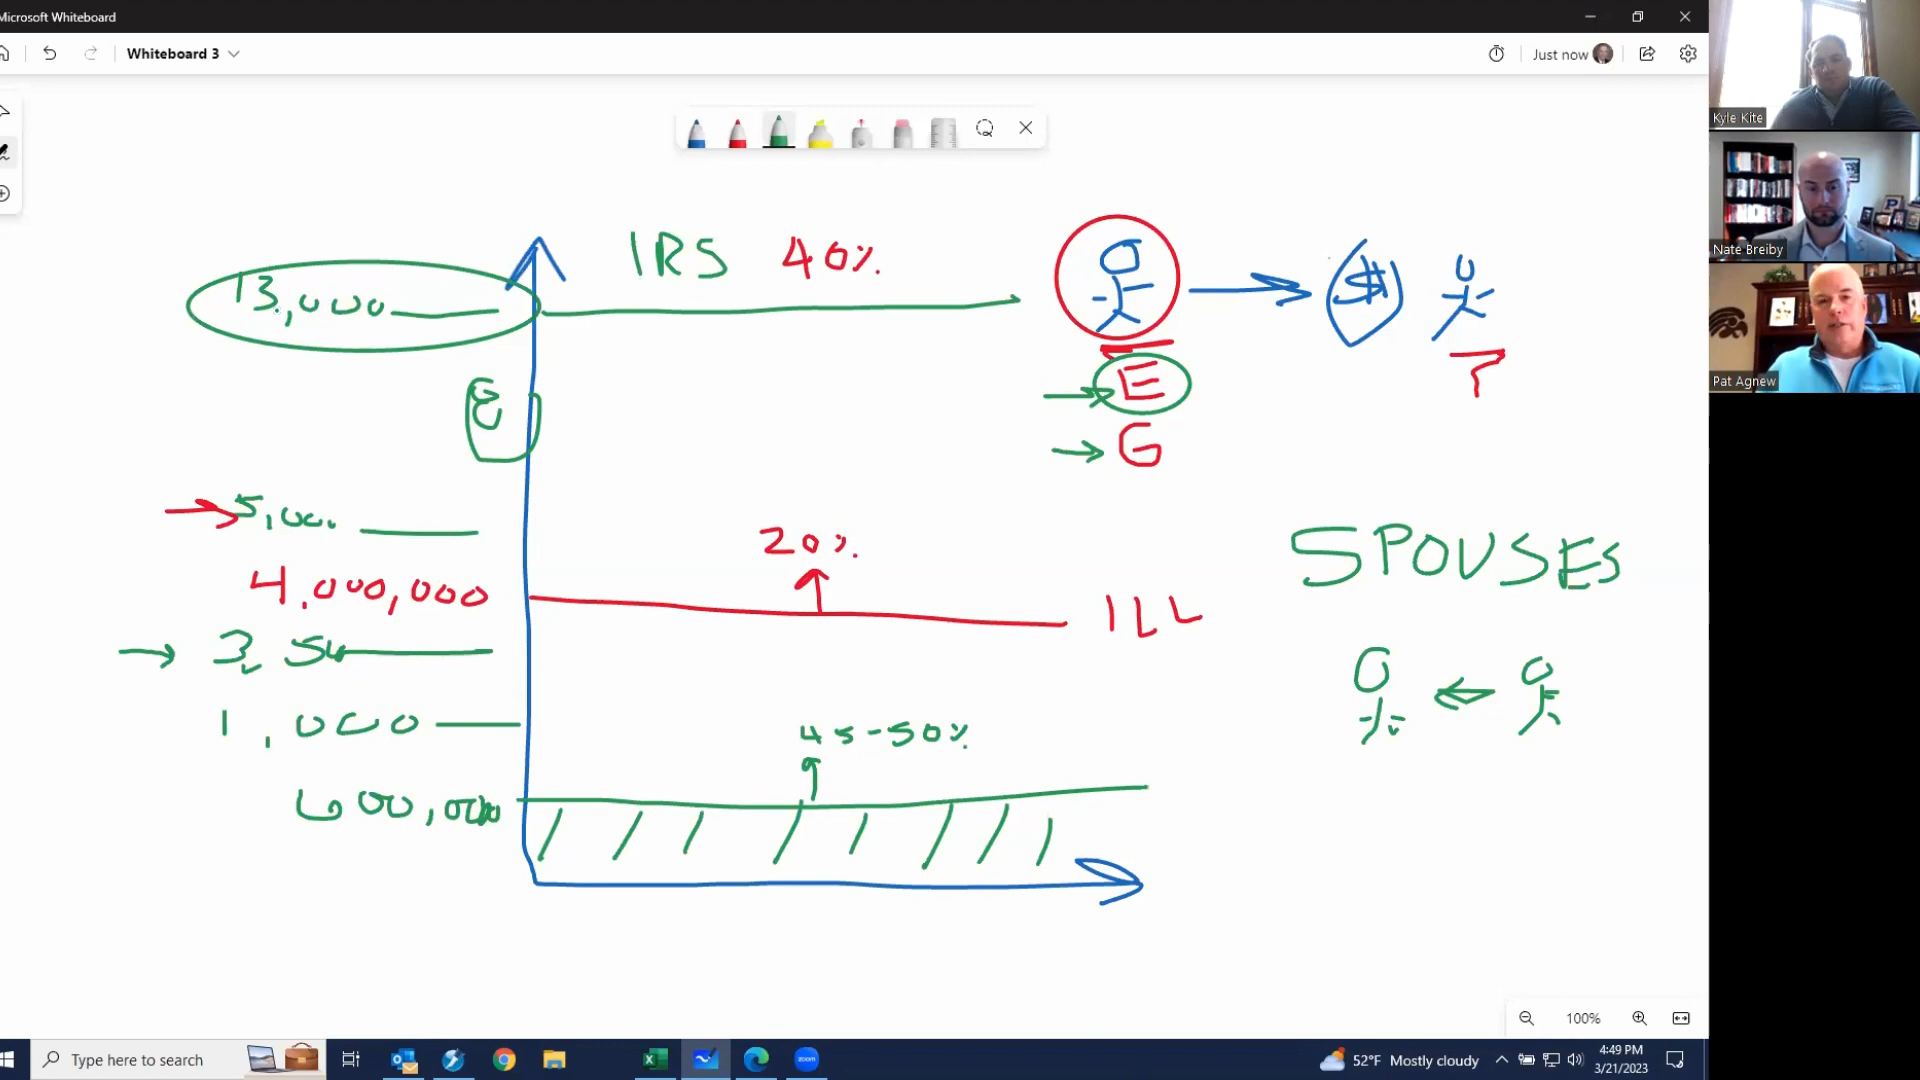 Microsoft Whiteboard
Whiteboard 3
Just now
Kyle Kite
Nate Breiby
Pat Agnew
IRS 40%
13,000
E
G
5,000
20%
4,000,000
ILL
SPOUSES
3,5
1,000
45-50%
600,000
100%
Type here to search
zoom
52°F Mostly cloudy
4:49 PM
3/21/2023